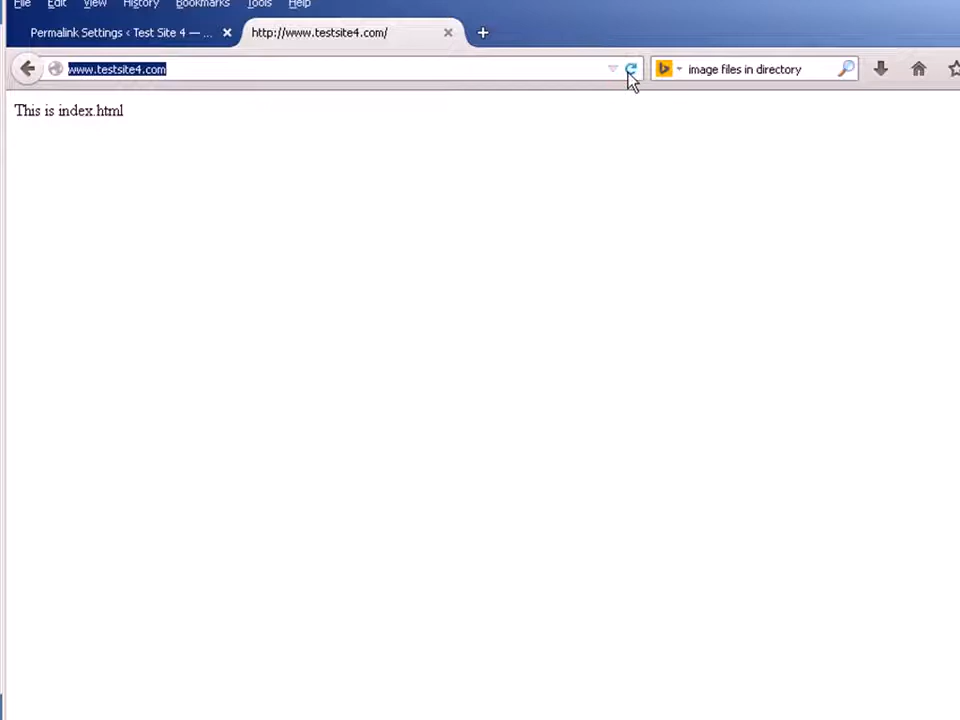 File Edit View History Bookmarks Tools Help
Permalink Settings ‹ Test Site 4 — ... http://www.testsite4.com/
www.testsite4.com image files in directory
This is index.html